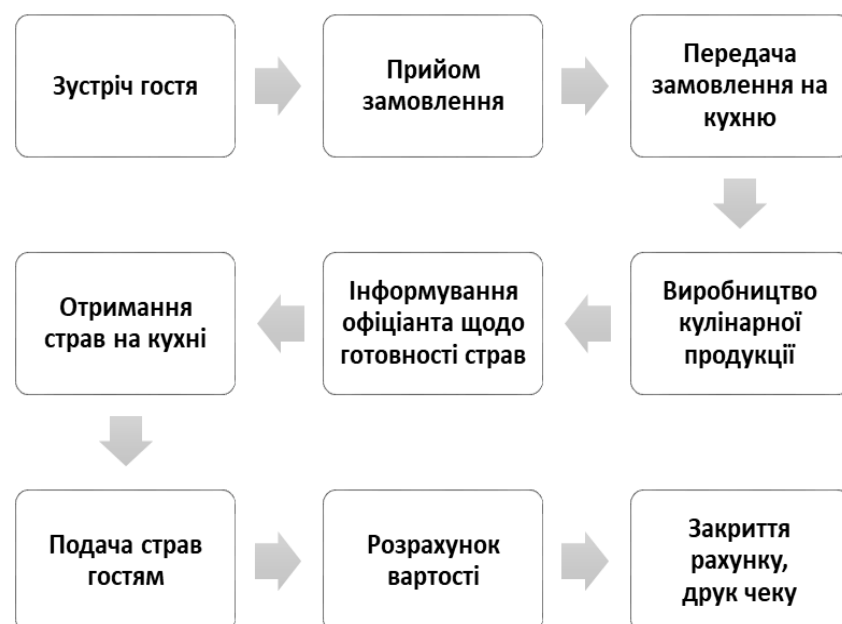 Зустріч гостя
Прийом
замовлення
Передача
замовлення на
кухню
Виробництво
кулінарної
продукції
Інформування
офіціанта щодо
готовності страв
Отримання
страв на кухні
Подача страв
гостям
Розрахунок
вартості
Закриття
рахунку,
друк чеку